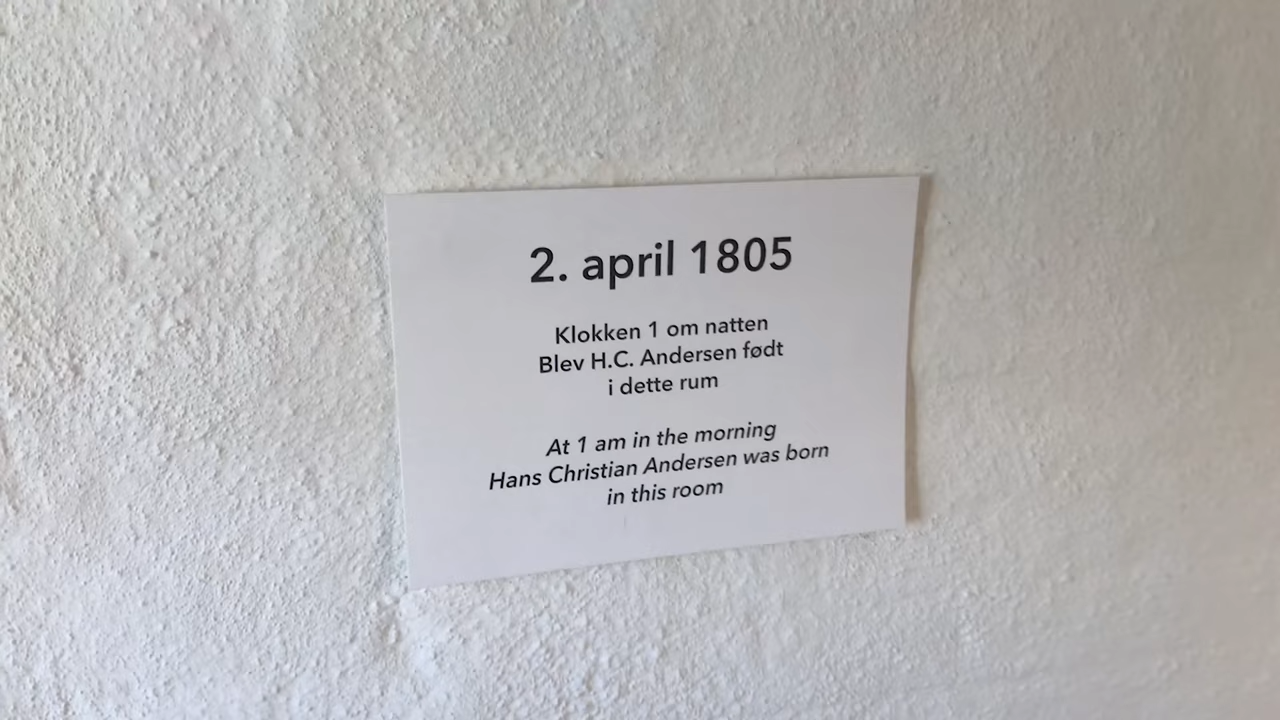 2. april 1805
Klokken 1 om natten
Blev H.C. Andersen født
i dette rum
At 1 am in the morning
Hans Christian Andersen was born
in this room